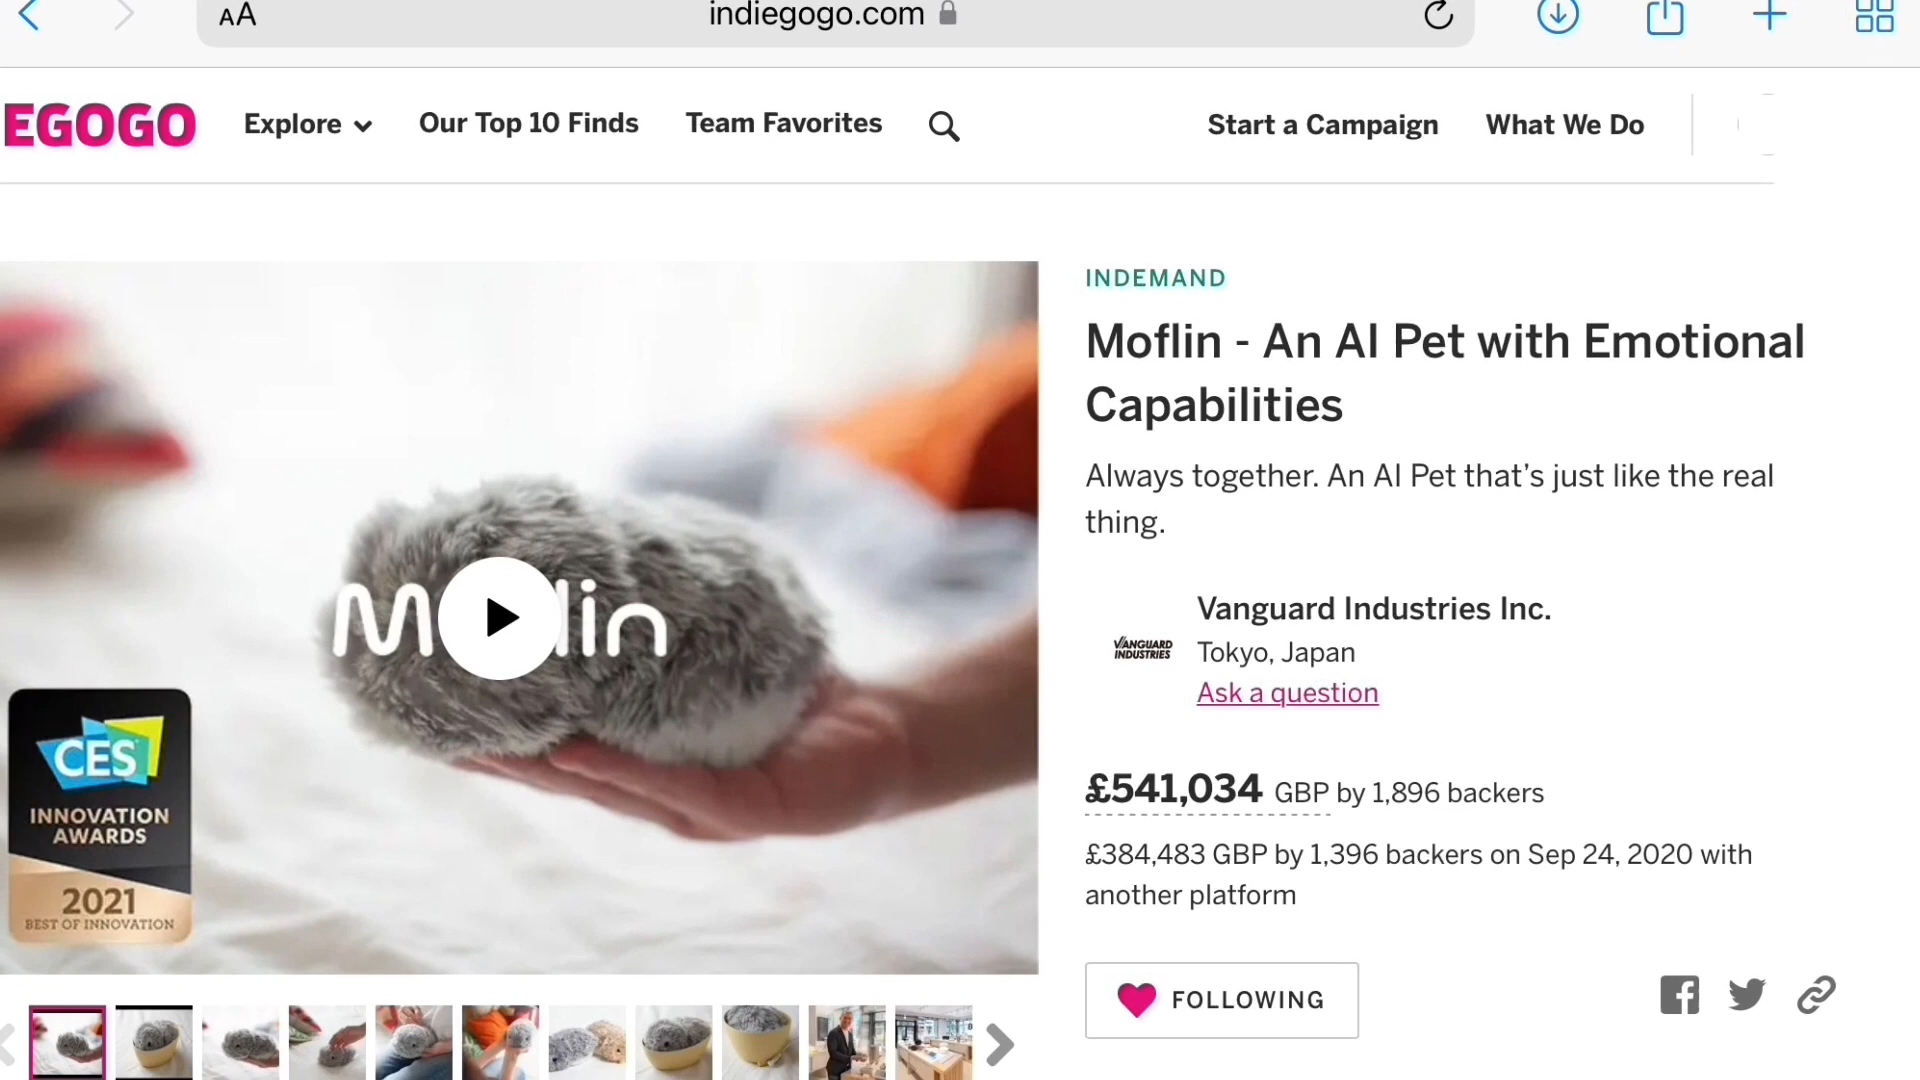 AA
indiegogo.com
EGOGO
Explore
Our Top 10 Finds
Team Favorites
Start a Campaign
What We Do
INDEMAND
Moflin - An AI Pet with Emotional
Capabilities
Always together. An AI Pet that's just like the real
thing.
VANGUARD
INDUSTRIES
Vanguard Industries Inc.
Tokyo, Japan
Ask a question
£541,034 GBP by 1,896 backers
£384,483 GBP by 1,396 backers on Sep 24, 2020 with
another platform
FOLLOWING
M lin
CES
INNOVATION
AWARDS
2021
BEST OF INNOVATION